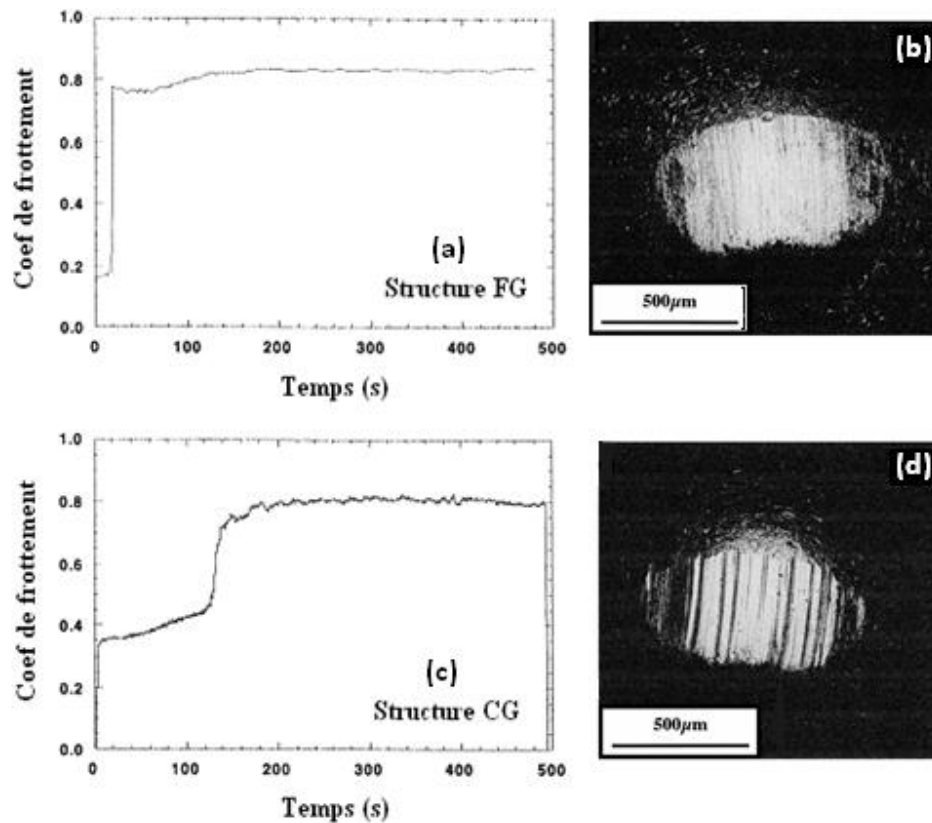 1.0
0.8
0.6
0.4
0.2
0.0
0
100
200
300
400
500
Coef de frottement
Temps (s)
(a)
Structure FG
(b)
500µm
1.0
0.8
0.6
0.4
0.2
0.0
0
100
200
300
400
500
Coef de frottement
Temps (s)
(c)
Structure CG
(d)
500µm